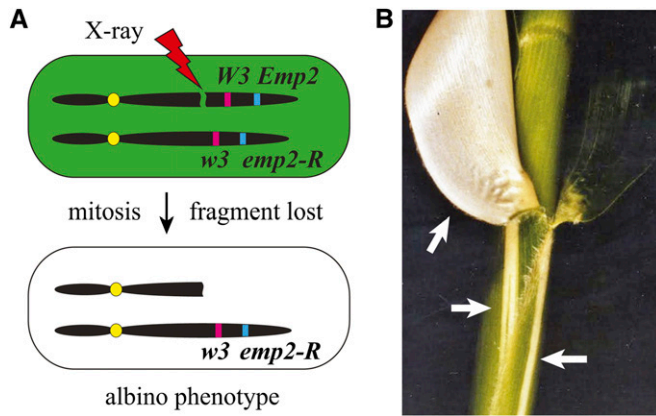 A
X-ray
W3 Emp2
w3 emp2-R
mitosis
fragment lost
w3 emp2-R
albino phenotype
B